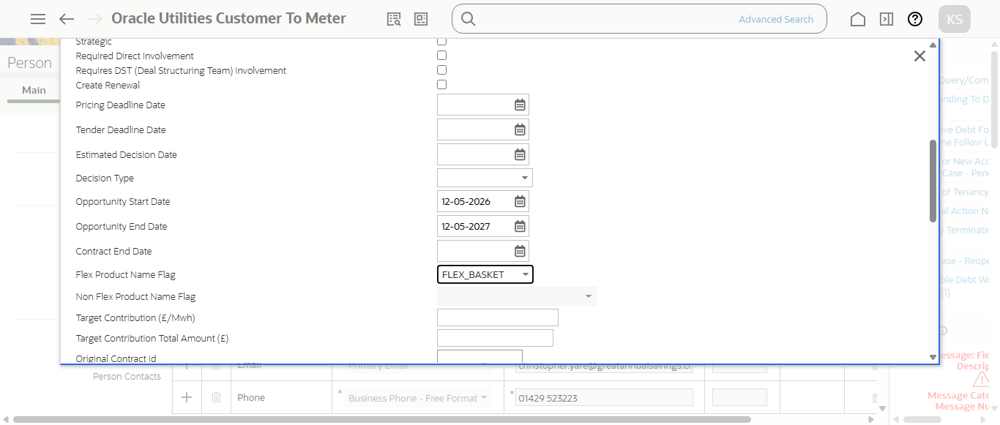 Oracle Utilities Customer To Meter
Advanced Search
KS
Person
Main
Strategic
Required Direct Involvement
Requires DST (Deal Structuring Team) Involvement
Create Renewal
Pricing Deadline Date
Tender Deadline Date
Estimated Decision Date
Decision Type
Opportunity Start Date 12-05-2026
Opportunity End Date 12-05-2027
Contract End Date
Flex Product Name Flag FLEX_BASKET
Non Flex Product Name Flag
Target Contribution (£/Mwh)
Target Contribution Total Amount (£)
Original Contract Id
Query/Com
nding To D
ve Debt Fo
ne Follow U
or New Acc
Case - Pen
of Tenancy
al Action N
y Terminati
ase - Reope
ble Debt Wr
(1)
essage: Fie
Descrip
Message Cate
Message Nu
Email Primary Email christopher.yare@greatannualsavings.c
Person Contacts
Phone * Business Phone - Free Format * 01429 523223